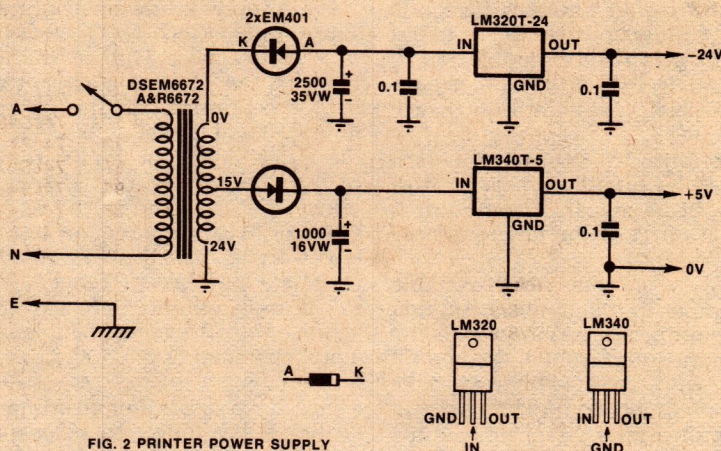 2xEM401
K A
LM320T-24
IN OUT
GND
-24V
2500
35VW
+
-
0.1
0.1
DSEM6672
A&R6672
A
0V
15V
24V
N
E
LM340T-5
IN OUT
GND
+5V
1000
16VW
+
-
0.1
0V
A K
LM320
GND OUT
IN
LM340
IN OUT
GND
FIG. 2 PRINTER POWER SUPPLY